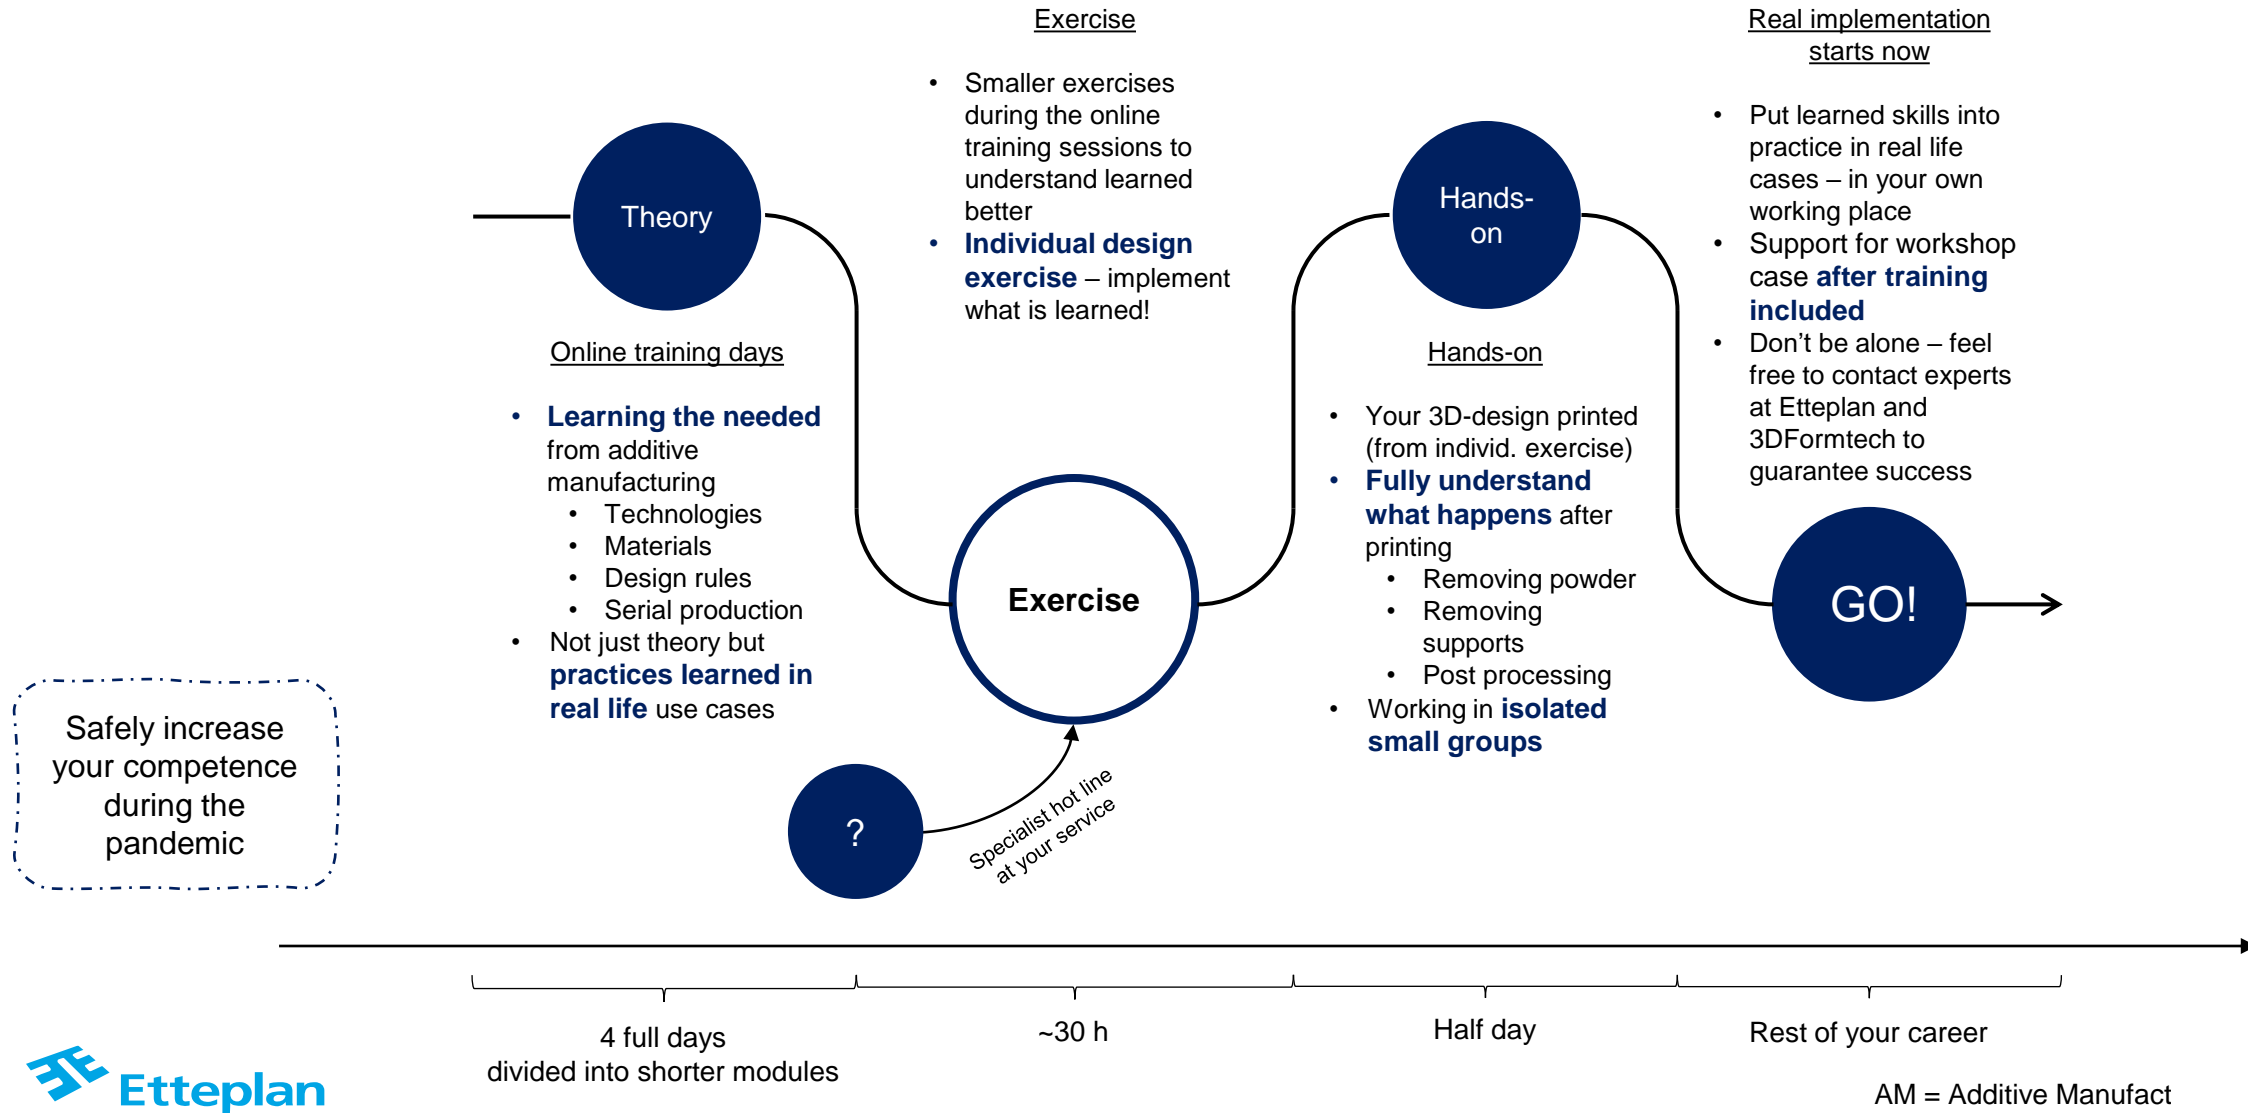 Theory
Online training days
• Learning the needed
from additive
manufacturing
• Technologies
• Materials
• Design rules
• Serial production
• Not just theory but
practices learned in
real life use cases
Exercise
• Smaller exercises
during the online
training sessions to
understand learned
better
• Individual design
exercise – implement
what is learned!
Exercise
?
Specialist hot line
at your service
Hands-
on
Hands-on
• Your 3D-design printed
(from individ. exercise)
• Fully understand
what happens after
printing
• Removing powder
• Removing
supports
• Post processing
• Working in isolated
small groups
Real implementation
starts now
• Put learned skills into
practice in real life
cases – in your own
working place
• Support for workshop
case after training
included
• Don’t be alone – feel
free to contact experts
at Etteplan and
3DFormtech to
guarantee success
GO!
Safely increase
your competence
during the
pandemic
4 full days
divided into shorter modules
~30 h
Half day
Rest of your career
Etteplan
AM = Additive Manufact